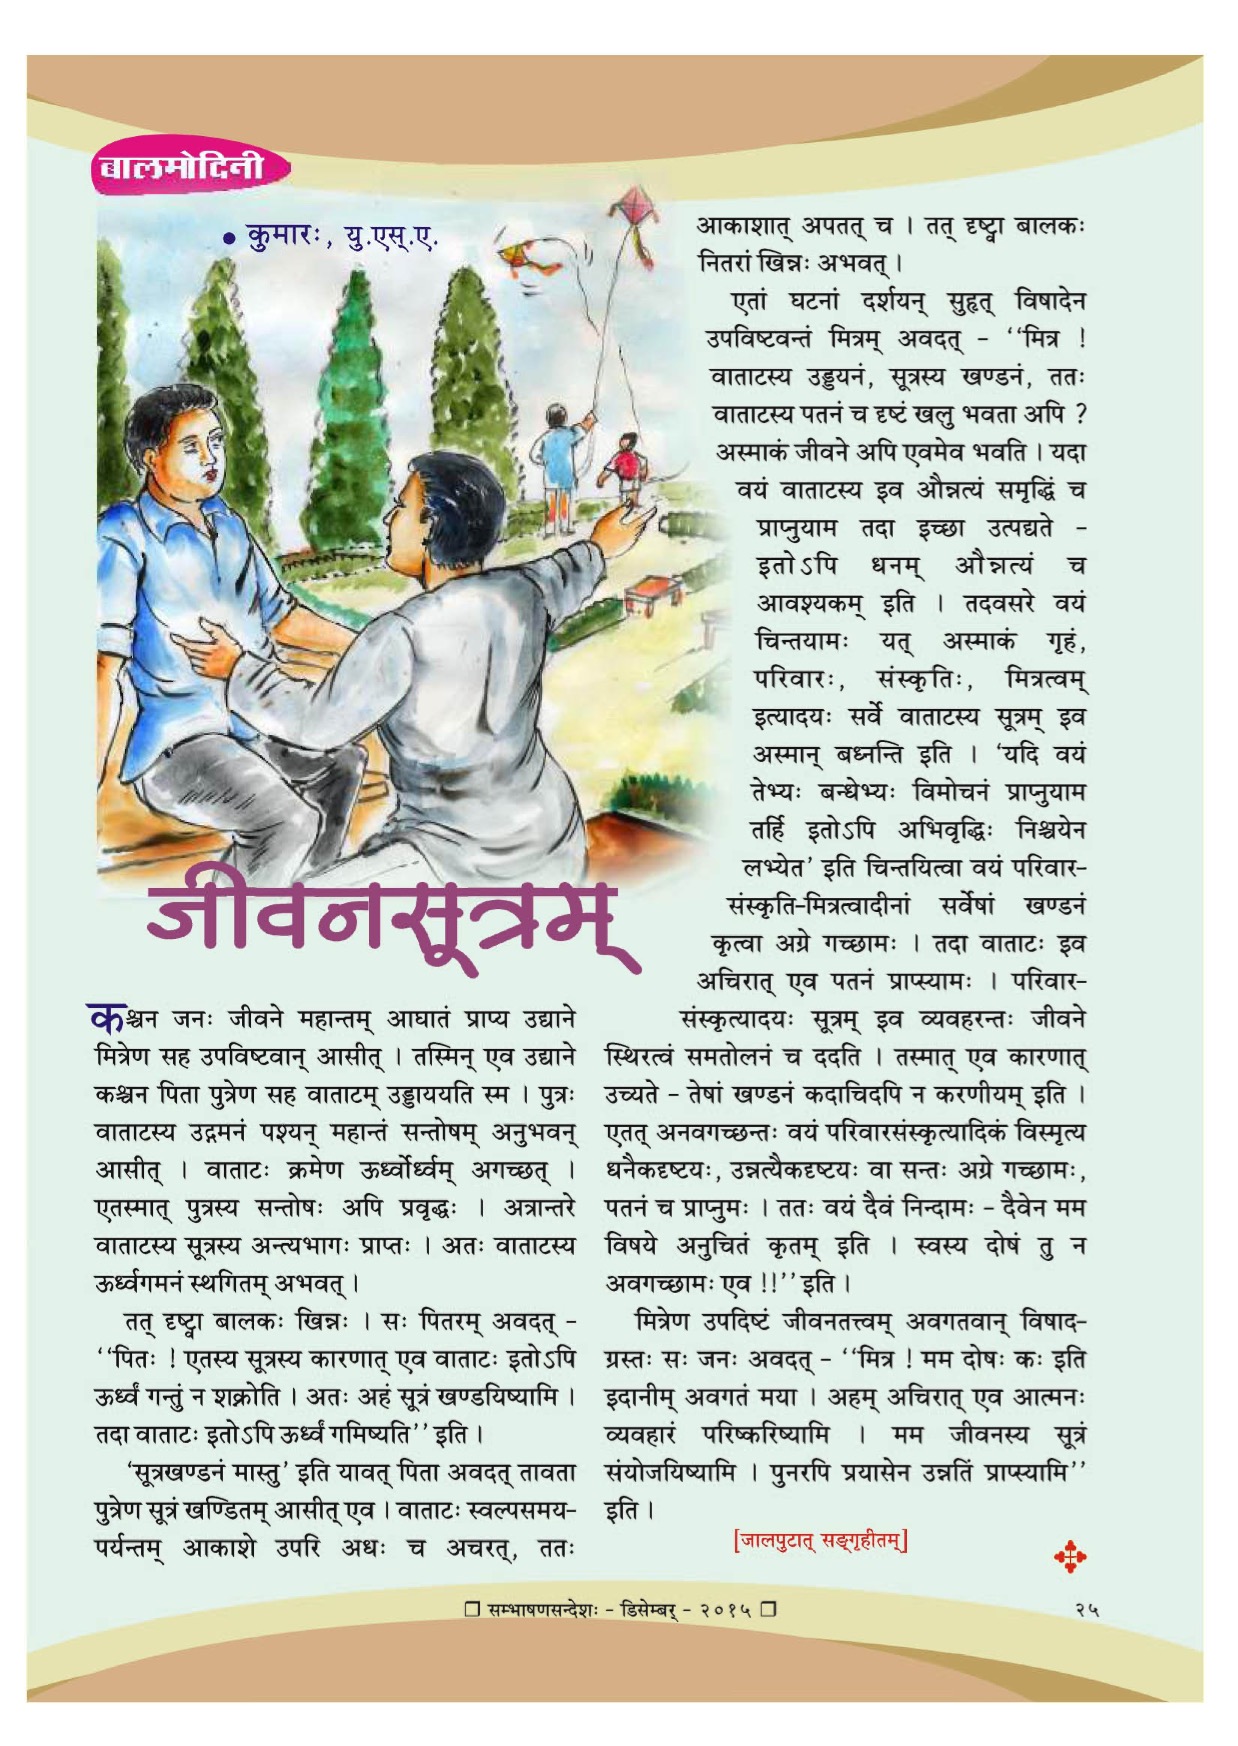 बालमोदिनी
• कुमारः, यु.एस्.ए.
जीवनसूत्रम्
कश्चन जनः जीवने महान्तम् आघातं प्राप्य उद्याने
मित्रेण सह उपविष्टवान् आसीत् । तस्मिन् एव उद्याने
कश्चन पिता पुत्रेण सह वाताटम् उड्डाययति स्म । पुत्रः
वाताटस्य उद्गमनं पश्यन् महान्तं सन्तोषम् अनुभवन्
आसीत् । वाताटः क्रमेण ऊर्ध्वोर्ध्वम् अगच्छत् ।
एतस्मात् पुत्रस्य सन्तोषः अपि प्रवृद्धः । अत्रान्तरे
वाताटस्य सूत्रस्य अन्त्यभागः प्राप्तः । अतः वाताटस्य
ऊर्ध्वगमनं स्थगितम् अभवत् ।
तत् दृष्ट्वा बालकः खिन्नः । सः पितरम् अवदत् -
‘‘पितः ! एतस्य सूत्रस्य कारणात् एव वाताटः इतोऽपि
ऊर्ध्वं गन्तुं न शक्नोति । अतः अहं सूत्रं खण्डयिष्यामि ।
तदा वाताटः इतोऽपि ऊर्ध्वं गमिष्यति’’ इति ।
‘सूत्रखण्डनं मास्तु’ इति यावत् पिता अवदत् तावता
पुत्रेण सूत्रं खण्डितम् आसीत् एव । वाताटः स्वल्पसमय-
पर्यन्तम् आकाशे उपरि अधः च अचरत्, ततः
आकाशात् अपतत् च । तत् दृष्ट्वा बालकः
नितरां खिन्नः अभवत् ।
एतां घटनां दर्शयन् सुहृत् विषादेन
उपविष्टवन्तं मित्रम् अवदत् - ‘‘मित्र !
वाताटस्य उड्डयनं, सूत्रस्य खण्डनं, ततः
वाताटस्य पतनं च दृष्टं खलु भवता अपि ?
अस्माकं जीवने अपि एवमेव भवति । यदा
वयं वाताटस्य इव औन्नत्यं समृद्धिं च
प्राप्नुयाम तदा इच्छा उत्पद्यते -
इतोऽपि धनम् औन्नत्यं च
आवश्यकम् इति । तदवसरे वयं
चिन्तयामः यत् अस्माकं गृहं,
परिवारः, संस्कृतिः, मित्रत्वम्
इत्यादयः सर्वे वाताटस्य सूत्रम् इव
अस्मान् बध्नन्ति इति । ‘यदि वयं
तेभ्यः बन्धेभ्यः विमोचनं प्राप्नुयाम
तर्हि इतोऽपि अभिवृद्धिः निश्चयेन
लभ्येत’ इति चिन्तयित्वा वयं परिवार-
संस्कृति-मित्रत्वादीनां सर्वेषां खण्डनं
कृत्वा अग्रे गच्छामः । तदा वाताटः इव
अचिरात् एव पतनं प्राप्स्यामः । परिवार-
संस्कृत्यादयः सूत्रम् इव व्यवहरन्तः जीवने
स्थिरत्वं समतोलनं च ददति । तस्मात् एव कारणात्
उच्यते - तेषां खण्डनं कदाचिदपि न करणीयम् इति ।
एतत् अनवगच्छन्तः वयं परिवारसंस्कृत्यादिकं विस्मृत्य
धनैकदृष्टयः, उन्नत्यैकदृष्टयः वा सन्तः अग्रे गच्छामः,
पतनं च प्राप्नुमः । ततः वयं दैवं निन्दामः - दैवेन मम
विषये अनुचितं कृतम् इति । स्वस्य दोषं तु न
अवगच्छामः एव !!’’ इति ।
मित्रेण उपदिष्टं जीवनतत्त्वम् अवगतवान् विषाद-
ग्रस्तः सः जनः अवदत् - ‘‘मित्र ! मम दोषः कः इति
इदानीम् अवगतं मया । अहम् अचिरात् एव आत्मनः
व्यवहारं परिष्करिष्यामि । मम जीवनस्य सूत्रं
संयोजयिष्यामि । पुनरपि प्रयासेन उन्नतिं प्राप्स्यामि’’
इति ।
[जालपुटात् सङ्गृहीतम्]
❒ सम्भाषणसन्देशः - डिसेम्बर् - २०१५ ❒
२५